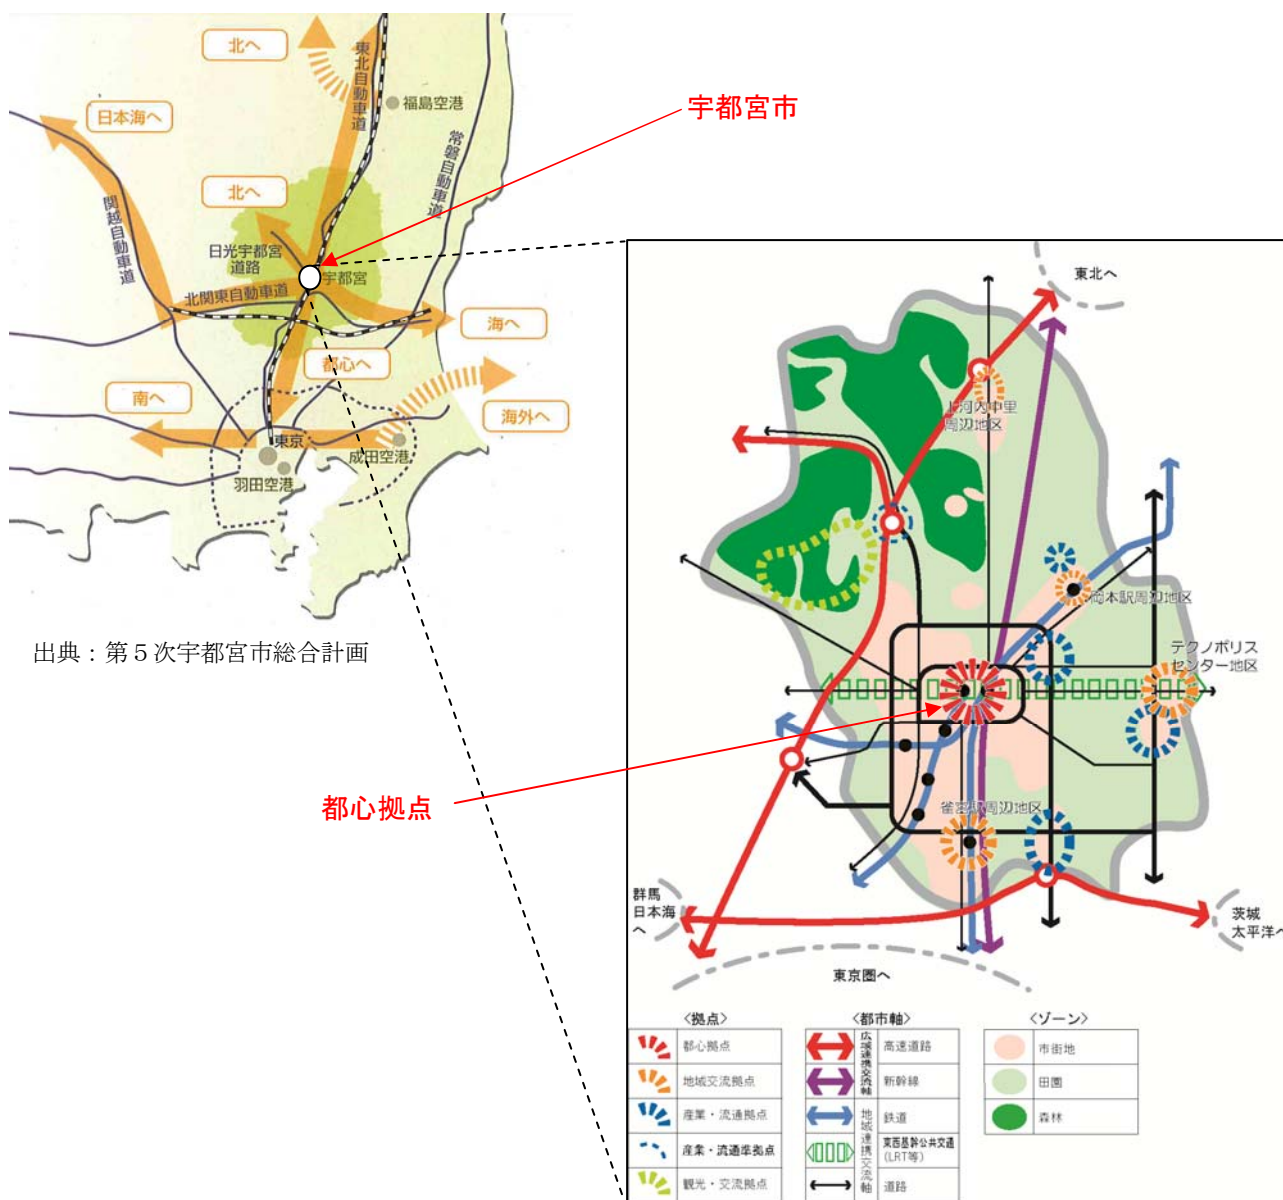 北へ
東北自動車道
福島空港
日本海へ
常磐自動車道
宇都宮市
北へ
関越自動車道
日光宇都宮
道路
宇都宮
北関東自動車道
海へ
都心へ
南へ
海外へ
東京
成田空港
羽田空港
出典：第５次宇都宮市総合計画
都心拠点
東北へ
上河内中里
周辺地区
岡本駅周辺地区
テクノポリス
センター地区
雀宮駅周辺地区
群馬
日本海
へ
茨城
太平洋へ
東京圏へ
〈拠点〉
都心拠点
地域交流拠点
産業・流通拠点
産業・流通準拠点
観光・交流拠点
〈都市軸〉
広域連携交流軸
高速道路
新幹線
地域連携交流軸
鉄道
東西基幹公共交通
(LRT等)
道路
〈ゾーン〉
市街地
田園
森林